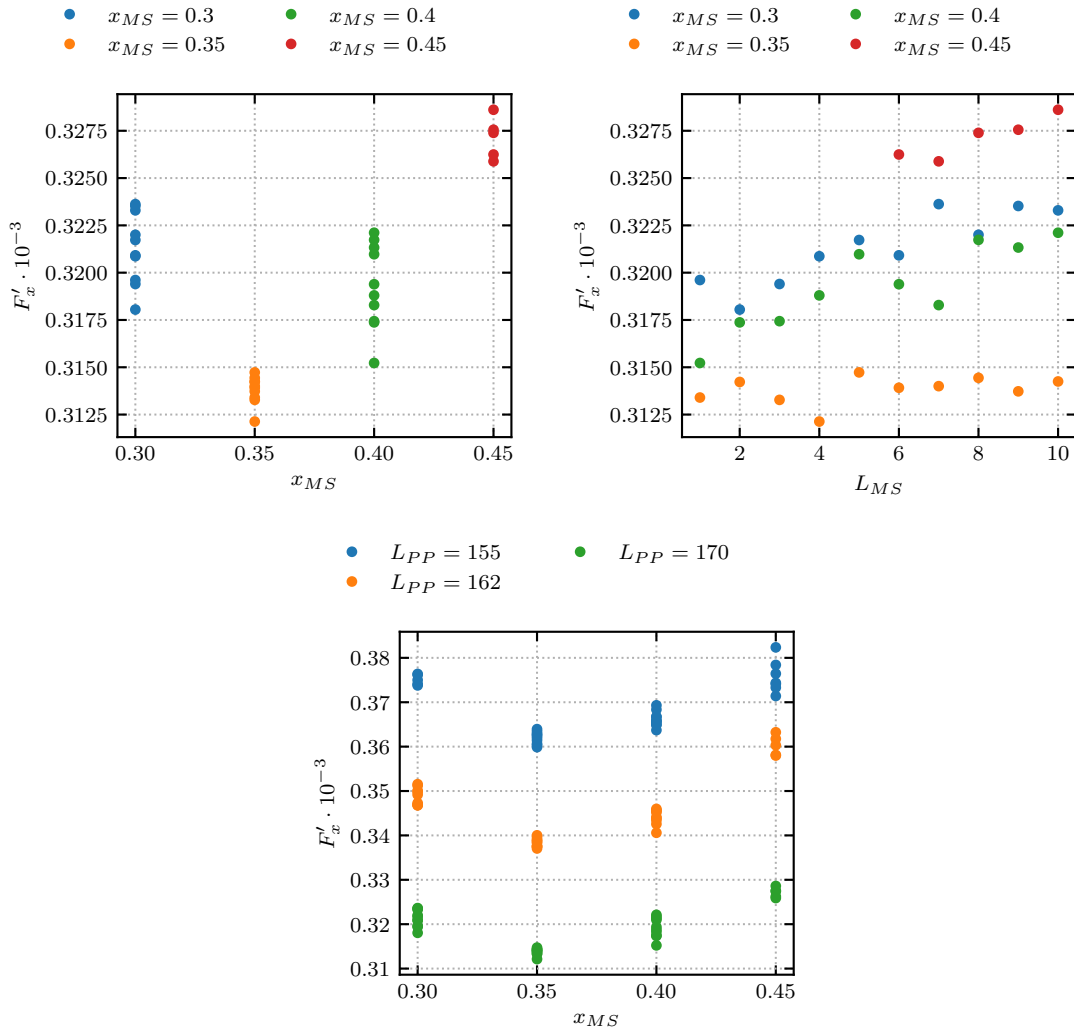 x_{MS} = 0.3 x_{MS} = 0.4
x_{MS} = 0.35 x_{MS} = 0.45
F'_x · 10^{-3}
0.3275
0.3250
0.3225
0.3200
0.3175
0.3150
0.3125
0.30 0.35 0.40 0.45
x_{MS}
x_{MS} = 0.3 x_{MS} = 0.4
x_{MS} = 0.35 x_{MS} = 0.45
F'_x · 10^{-3}
0.3275
0.3250
0.3225
0.3200
0.3175
0.3150
0.3125
2 4 6 8 10
L_{MS}
L_{PP} = 155 L_{PP} = 170
L_{PP} = 162
F'_x · 10^{-3}
0.38
0.37
0.36
0.35
0.34
0.33
0.32
0.31
0.30 0.35 0.40 0.45
x_{MS}